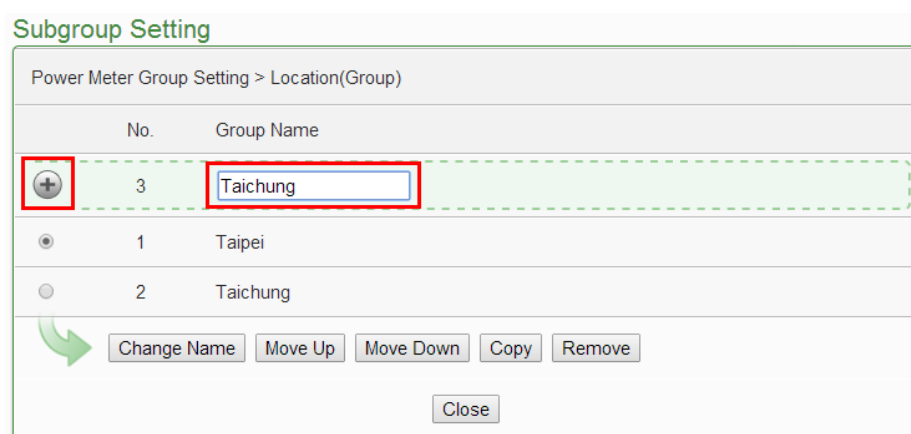 Subgroup Setting
Power Meter Group Setting > Location(Group)
No. Group Name
3 Taichung
1 Taipei
2 Taichung
Change Name Move Up Move Down Copy Remove
Close